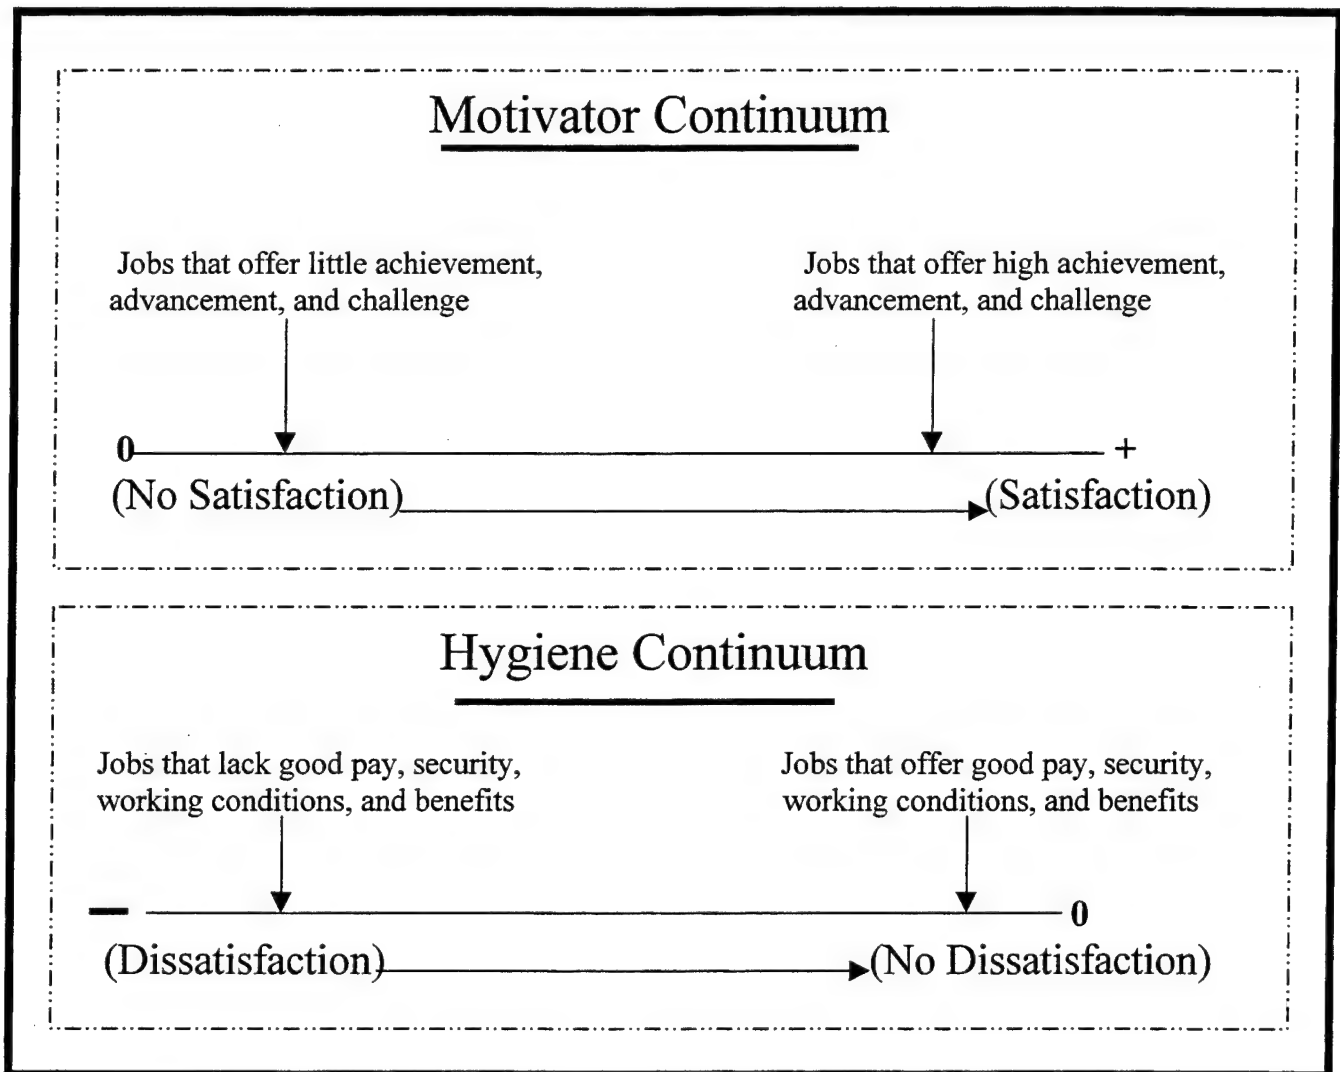 Motivator Continuum
Jobs that offer little achievement,
advancement, and challenge
Jobs that offer high achievement,
advancement, and challenge
0
+
(No Satisfaction)
(Satisfaction)
Hygiene Continuum
Jobs that lack good pay, security,
working conditions, and benefits
Jobs that offer good pay, security,
working conditions, and benefits
–
0
(Dissatisfaction)
(No Dissatisfaction)